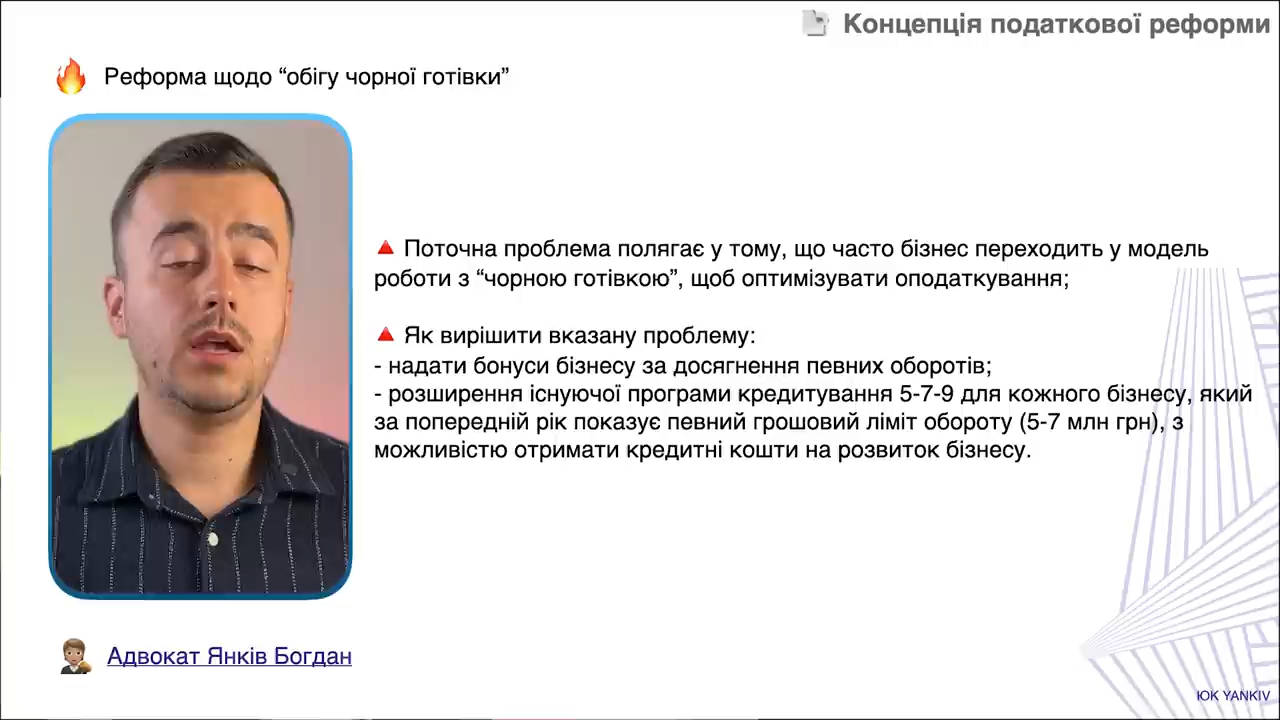 Концепція податкової реформи
Реформа щодо “обігу чорної готівки”
Поточна проблема полягає у тому, що часто бізнес переходить у модель
роботи з “чорною готівкою”, щоб оптимізувати оподаткування;
Як вирішити вказану проблему:
- надати бонуси бізнесу за досягнення певних оборотів;
- розширення існуючої програми кредитування 5-7-9 для кожного бізнесу, який
за попередній рік показує певний грошовий ліміт обороту (5-7 млн грн), з
можливістю отримати кредитні кошти на розвиток бізнесу.
Адвокат Янків Богдан
ЮК YANKIV